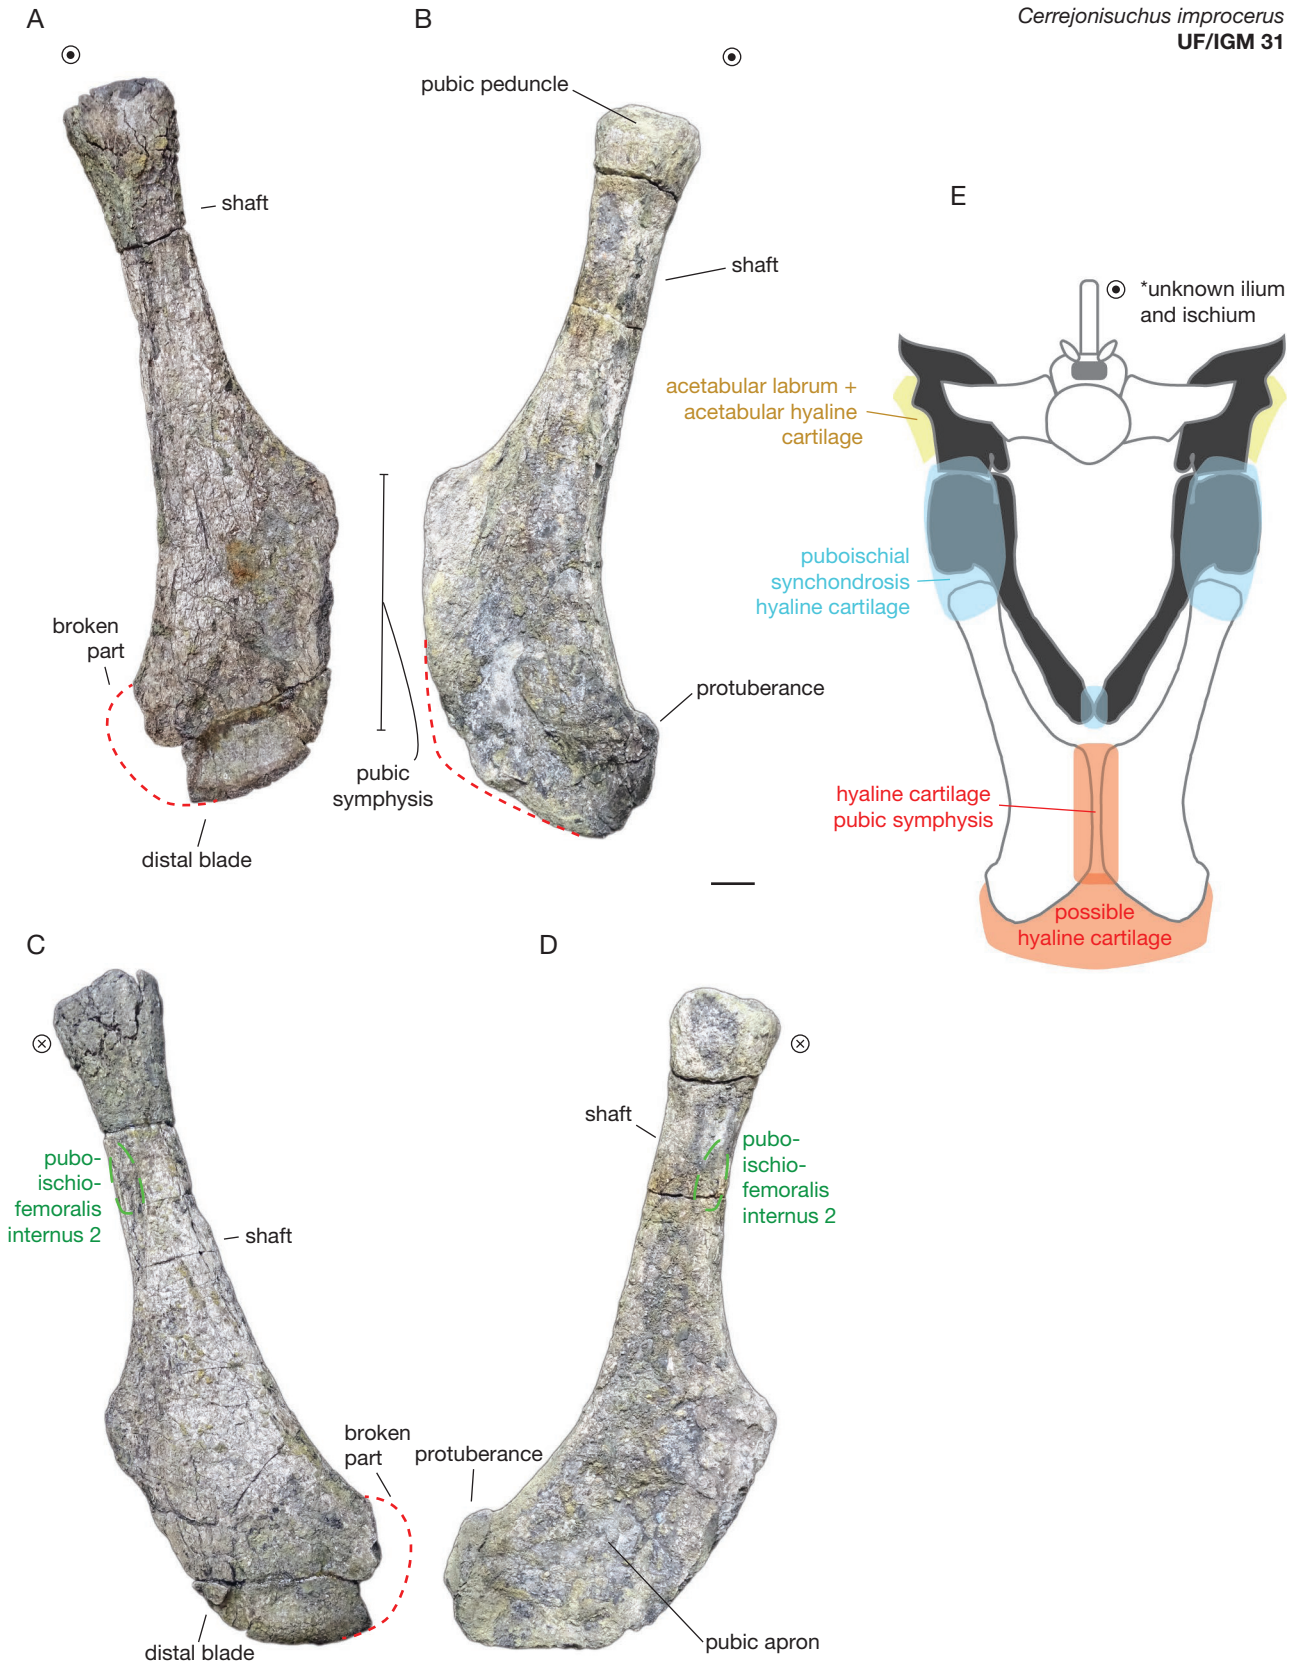 A
B
Cerrejonisuchus improcerus
UF/IGM 31
pubic peduncle
shaft
shaft
broken
part
protuberance
pubic
symphysis
distal blade
E
*unknown ilium
and ischium
acetabular labrum +
acetabular hyaline
cartilage
puboischial
synchondrosis
hyaline cartilage
hyaline cartilage
pubic symphysis
possible
hyaline cartilage
C
D
pubo-
ischio-
femoralis
internus 2
shaft
broken
part
distal blade
shaft
pubo-
ischio-
femoralis
internus 2
protuberance
pubic apron